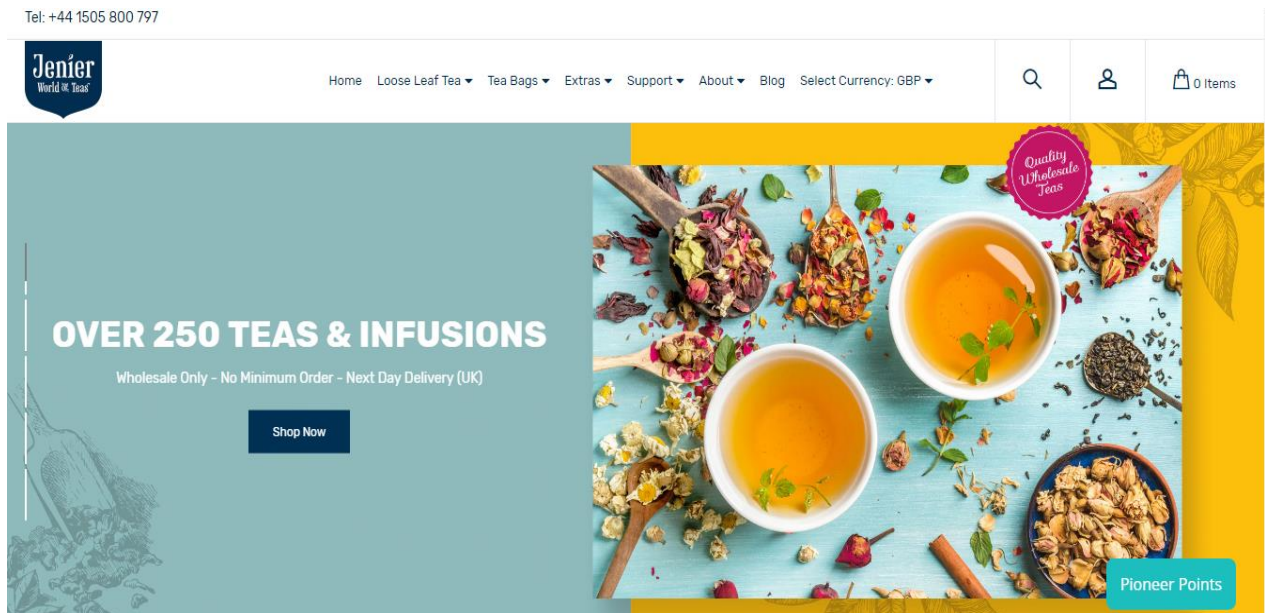 Tel: +44 1505 800 797
Jenier
World of Teas
Home Loose Leaf Tea Tea Bags Extras Support About Blog Select Currency: GBP
0 Items
Quality
Wholesale
Teas
OVER 250 TEAS & INFUSIONS
Wholesale Only - No Minimum Order - Next Day Delivery (UK)
Shop Now
Pioneer Points